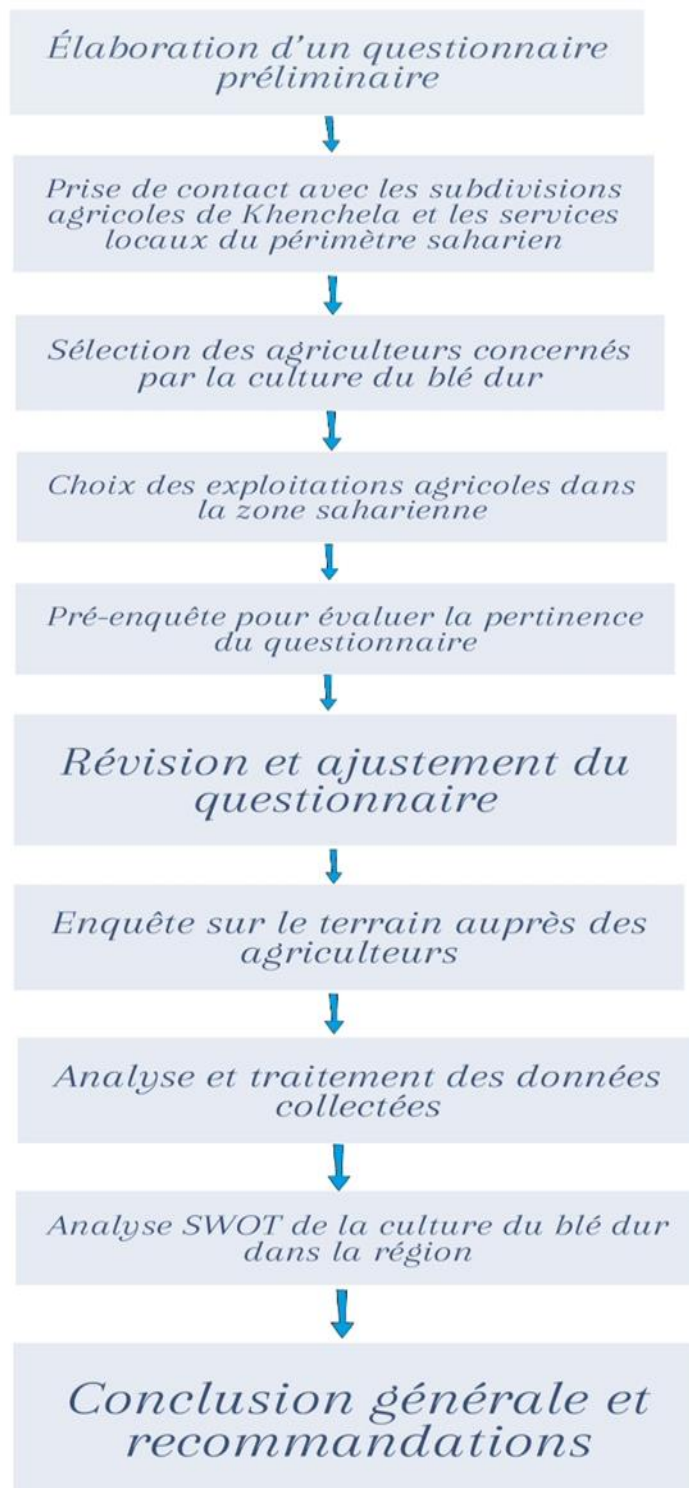 Élaboration d'un questionnaire
préliminaire
Prise de contact avec les subdivisions
agricoles de Khenchela et les services
locaux du périmètre saharien
Sélection des agriculteurs concernés
par la culture du blé dur
Choix des exploitations agricoles dans
la zone saharienne
Pré-enquête pour évaluer la pertinence
du questionnaire
Révision et ajustement du
questionnaire
Enquête sur le terrain auprès des
agriculteurs
Analyse et traitement des données
collectées
Analyse SWOT de la culture du blé dur
dans la région
Conclusion générale et
recommandations